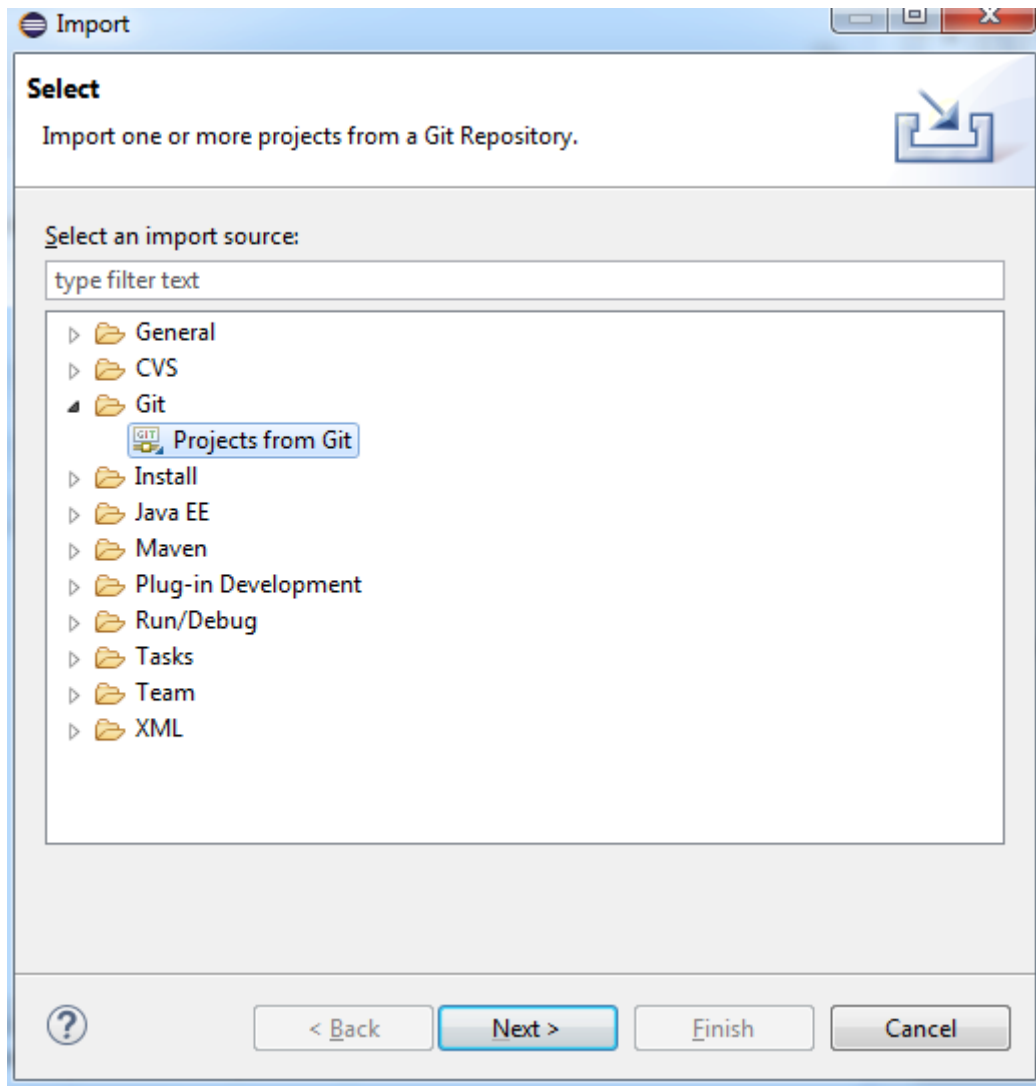 Import
Select
Import one or more projects from a Git Repository.
Select an import source:
type filter text
General
CVS
Git
GIT Projects from Git
Install
Java EE
Maven
Plug-in Development
Run/Debug
Tasks
Team
XML
? < Back Next > Finish Cancel